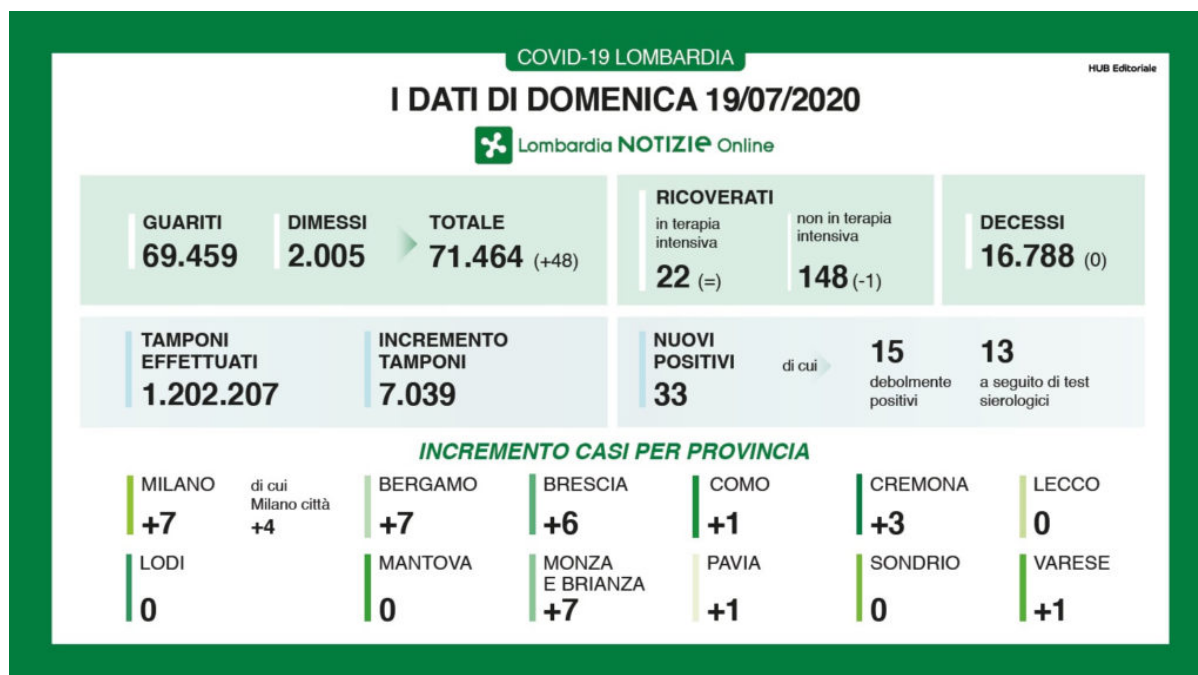 COVID-19 LOMBARDIA
HUB Editoriale
I DATI DI DOMENICA 19/07/2020
Lombardia NOTIZIE Online
GUARITI
69.459
DIMESSI
2.005
TOTALE
71.464 (+48)
RICOVERATI
in terapia
intensiva
22 (=)
non in terapia
intensiva
148 (-1)
DECESSI
16.788 (0)
TAMPONI
EFFETTUATI
1.202.207
INCREMENTO
TAMPONI
7.039
NUOVI
POSITIVI
33
di cui
15
debolmente
positivi
13
a seguito di test
sierologici
INCREMENTO CASI PER PROVINCIA
MILANO
+7
di cui
Milano città
+4
BERGAMO
+7
BRESCIA
+6
COMO
+1
CREMONA
+3
LECCO
0
LODI
0
MANTOVA
0
MONZA
E BRIANZA
+7
PAVIA
+1
SONDRIO
0
VARESE
+1